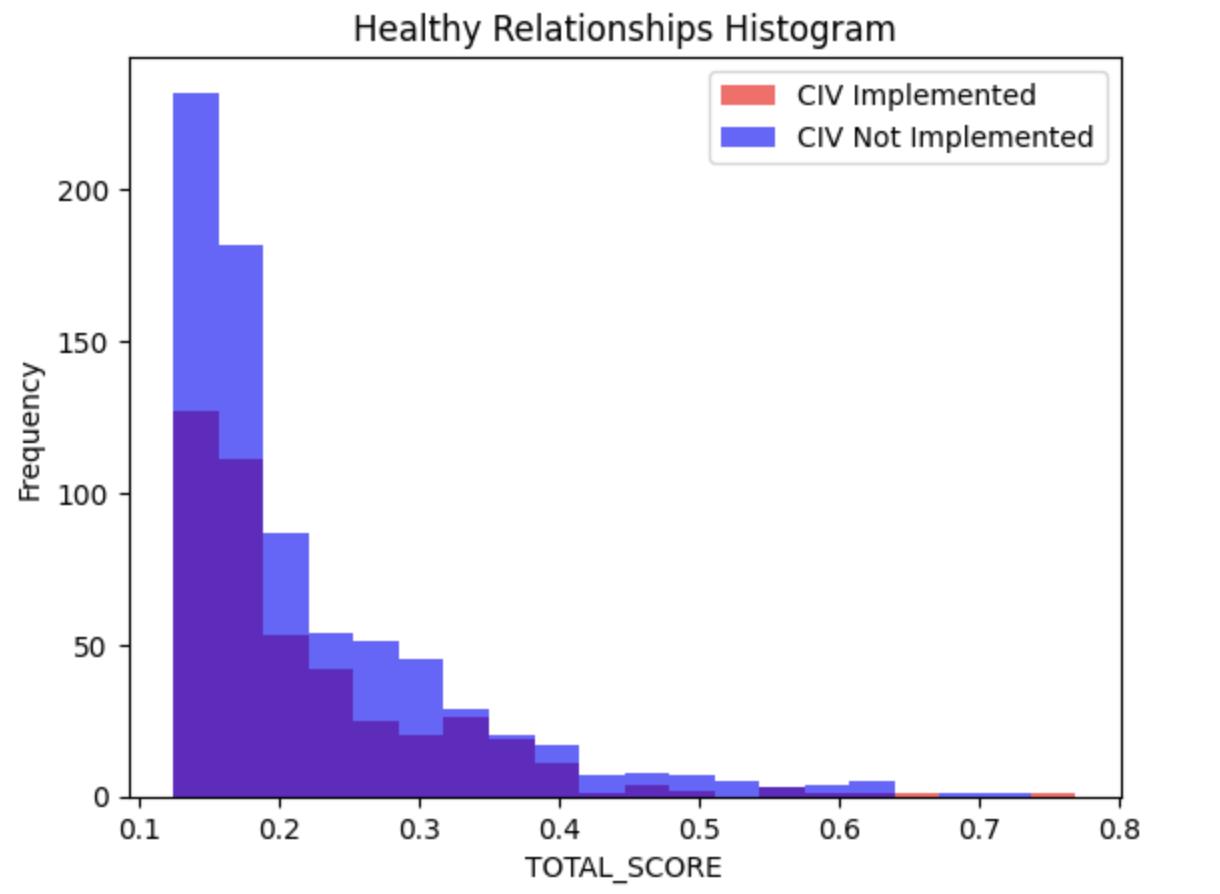 Healthy Relationships Histogram
CIV Implemented
CIV Not Implemented
Frequency
200
150
100
50
0
0.1 0.2 0.3 0.4 0.5 0.6 0.7 0.8
TOTAL_SCORE